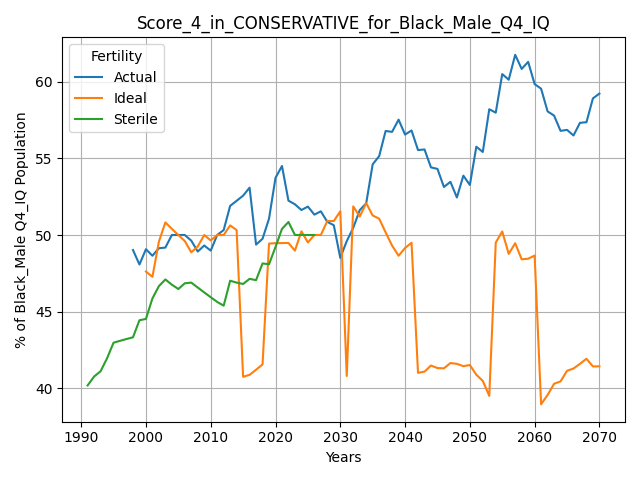 Score_4_in_CONSERVATIVE_for_Black_Male_Q4_IQ
Fertility
Actual
Ideal
Sterile
% of Black_Male Q4_IQ Population
60
55
50
45
40
1990 2000 2010 2020 2030 2040 2050 2060 2070
Years